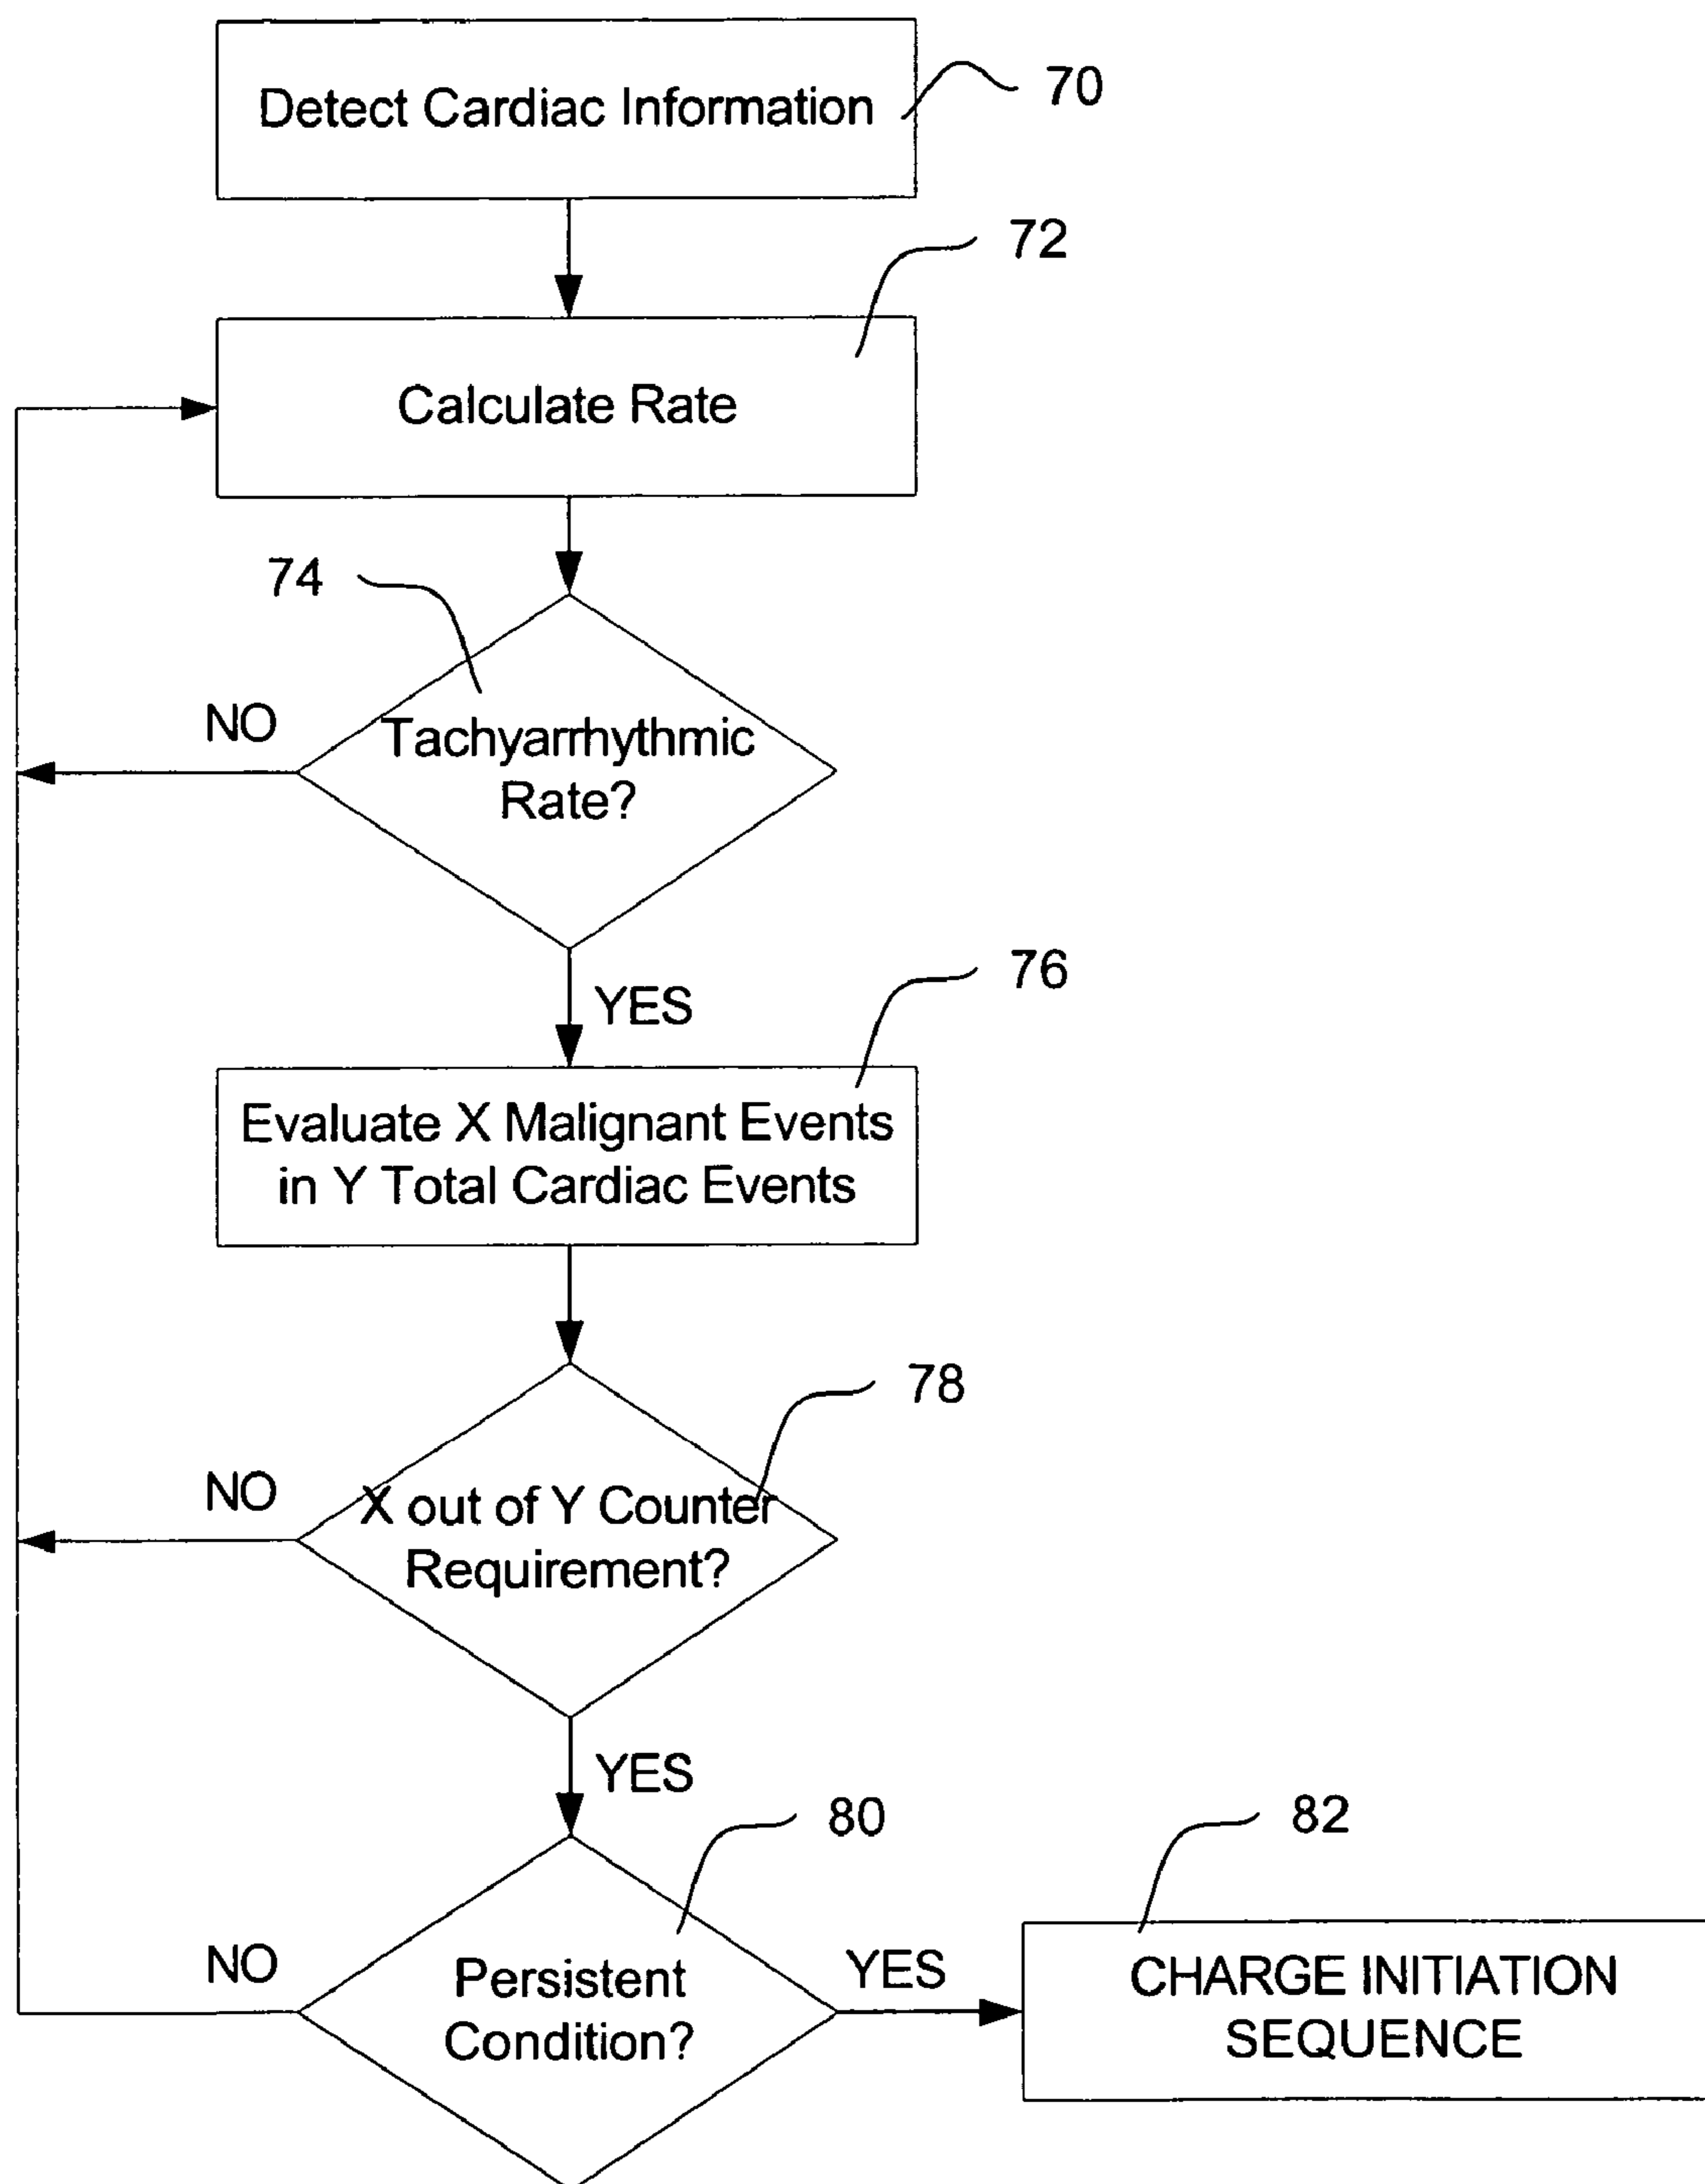 Detect Cardiac Information
70
72
Calculate Rate
74
NO
Tachyarrhythmic
Rate?
YES
76
Evaluate X Malignant Events
in Y Total Cardiac Events
78
NO
X out of Y Counter
Requirement?
YES
80
82
NO
Persistent
Condition?
YES
CHARGE INITIATION
SEQUENCE